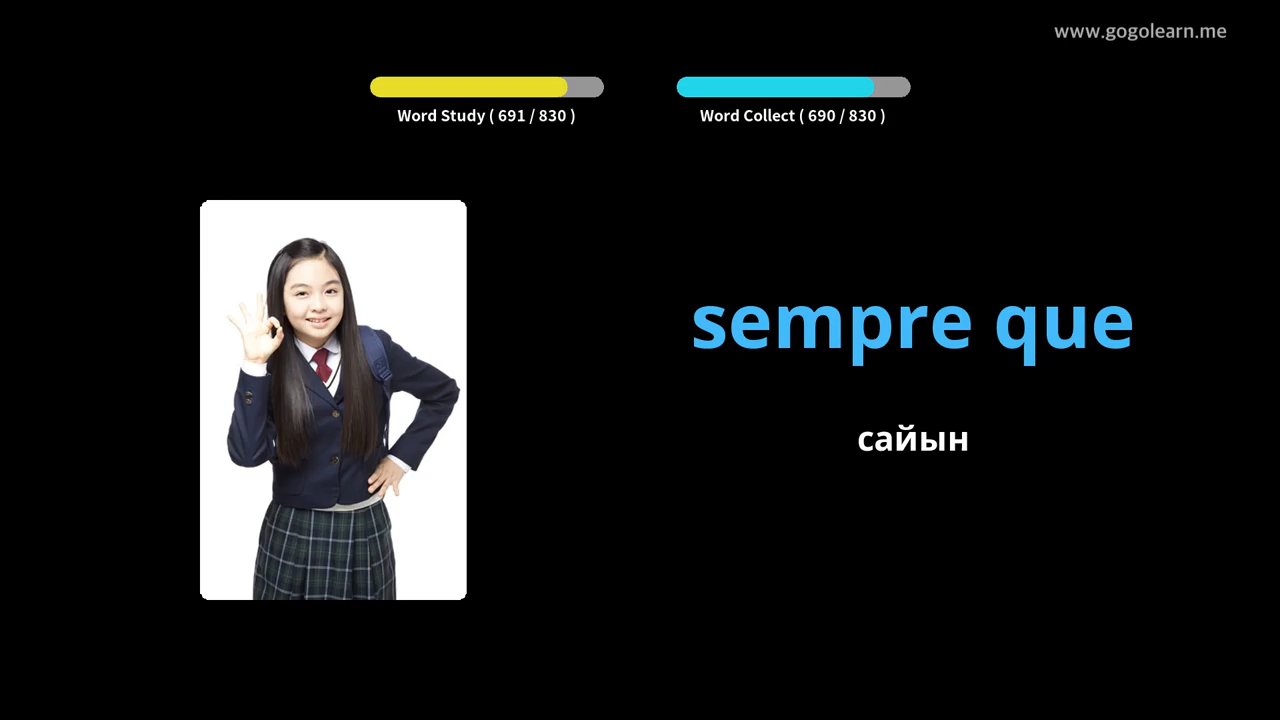 www.gogolearn.me
Word Study ( 691 / 830 )
Word Collect ( 690 / 830 )
sempre que
сайын